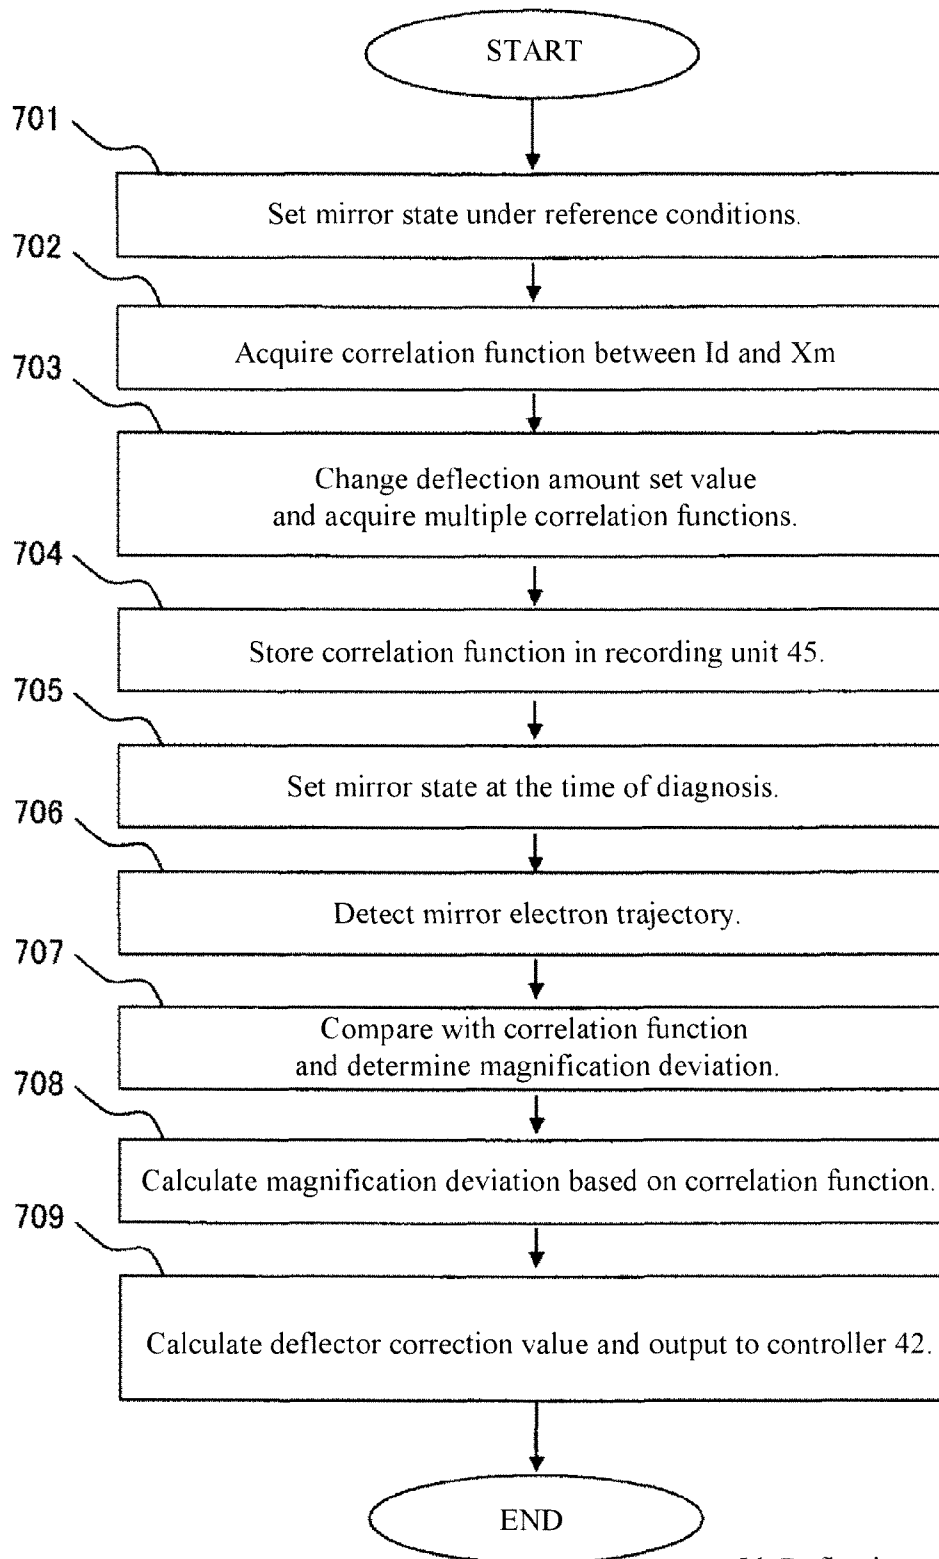 START
701
Set mirror state under reference conditions.
702
Acquire correlation function between Id and Xm
703
Change deflection amount set value
and acquire multiple correlation functions.
704
Store correlation function in recording unit 45.
705
Set mirror state at the time of diagnosis.
706
Detect mirror electron trajectory.
707
Compare with correlation function
and determine magnification deviation.
708
Calculate magnification deviation based on correlation function.
709
Calculate deflector correction value and output to controller 42.
END